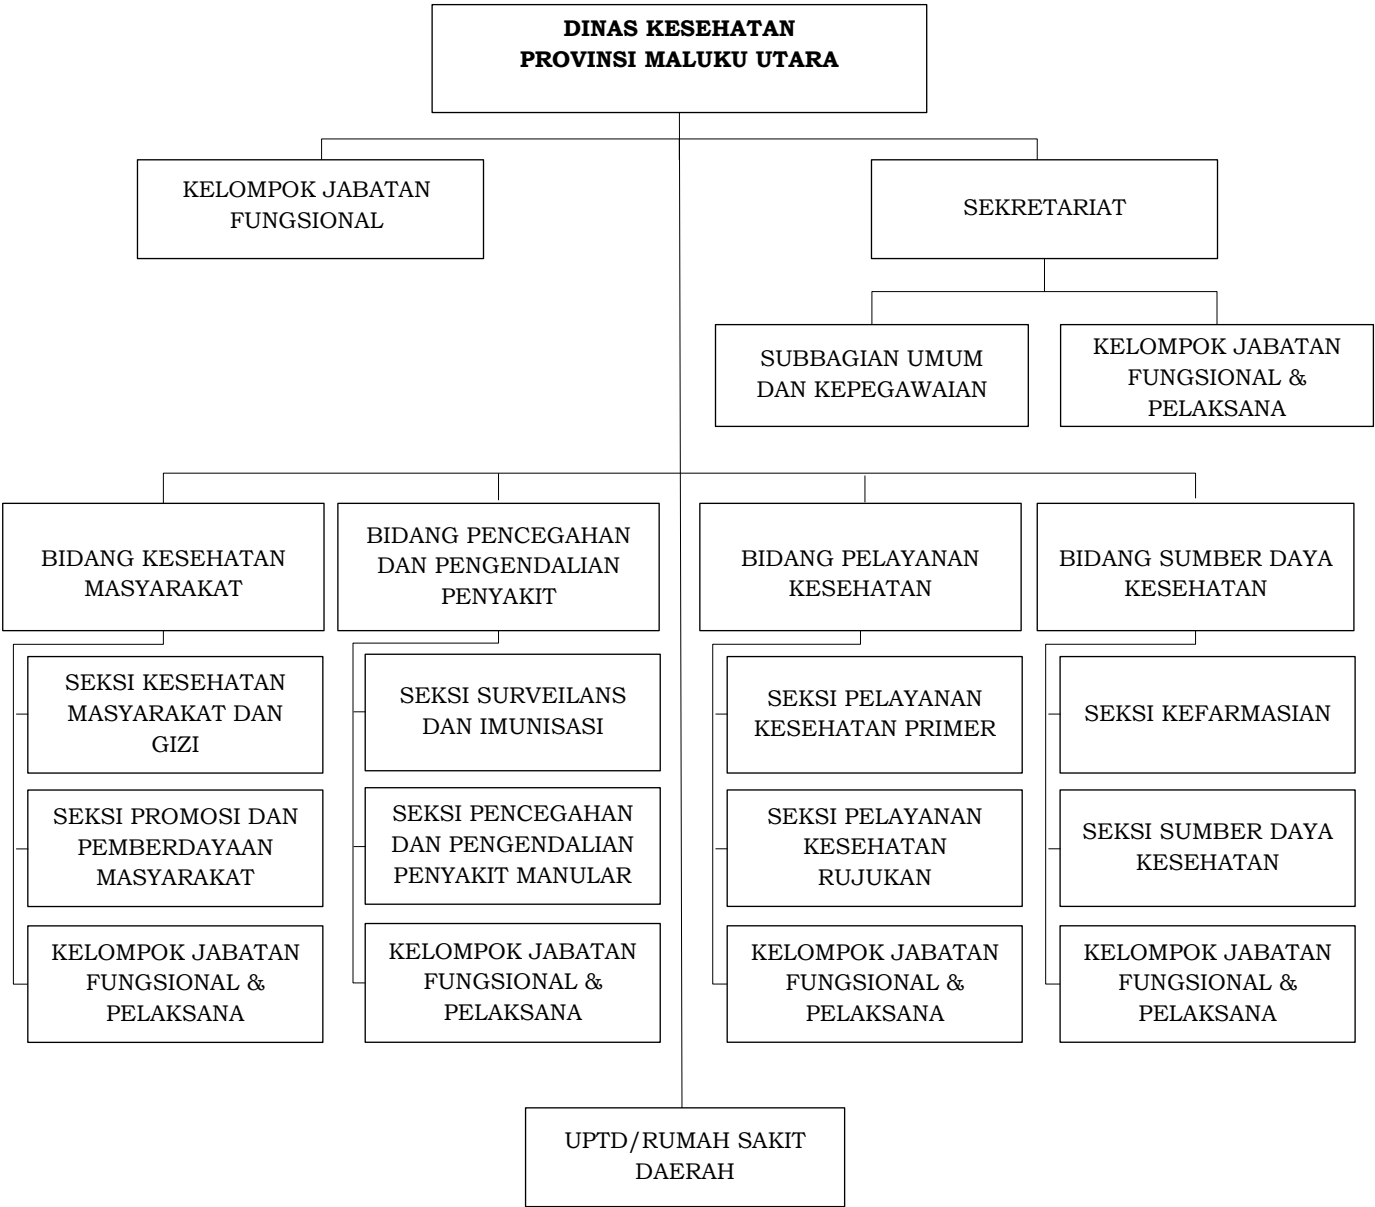 DINAS KESEHATAN
PROVINSI MALUKU UTARA
KELOMPOK JABATAN
FUNGSIONAL
SEKRETARIAT
SUBBAGIAN UMUM
DAN KEPEGAWAIAN
KELOMPOK JABATAN
FUNGSIONAL &
PELAKSANA
BIDANG KESEHATAN
MASYARAKAT
BIDANG PENCEGAHAN
DAN PENGENDALIAN
PENYAKIT
BIDANG PELAYANAN
KESEHATAN
BIDANG SUMBER DAYA
KESEHATAN
SEKSI KESEHATAN
MASYARAKAT DAN
GIZI
SEKSI SURVEILANS
DAN IMUNISASI
SEKSI PELAYANAN
KESEHATAN PRIMER
SEKSI KEFARMASIAN
SEKSI PROMOSI DAN
PEMBERDAYAAN
MASYARAKAT
SEKSI PENCEGAHAN
DAN PENGENDALIAN
PENYAKIT MANULAR
SEKSI PELAYANAN
KESEHATAN
RUJUKAN
SEKSI SUMBER DAYA
KESEHATAN
KELOMPOK JABATAN
FUNGSIONAL &
PELAKSANA
KELOMPOK JABATAN
FUNGSIONAL &
PELAKSANA
KELOMPOK JABATAN
FUNGSIONAL &
PELAKSANA
KELOMPOK JABATAN
FUNGSIONAL &
PELAKSANA
UPTD/RUMAH SAKIT
DAERAH